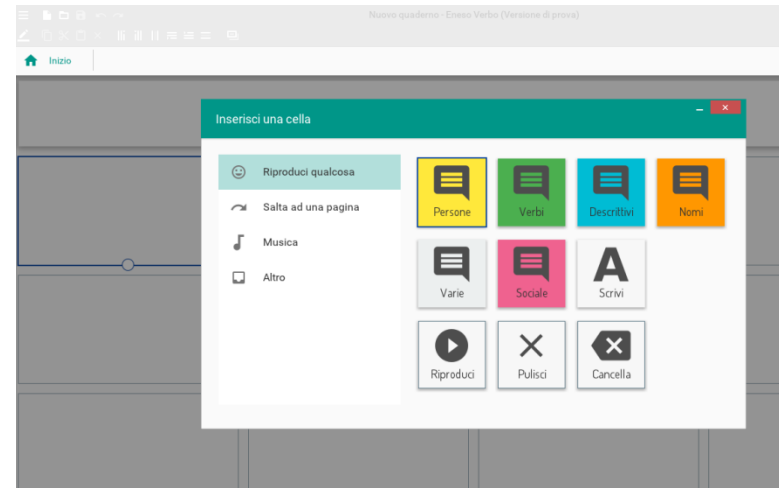 Nuovo quaderno - Eneso Verbo (Versione di prova)
Inizio
Inserisci una cella
Riproduci qualcosa
Salta ad una pagina
Musica
Altro
Persone Verbi Descrittivi Nomi
Varie Sociale A Scrivi
Riproduci Pulisci Cancella